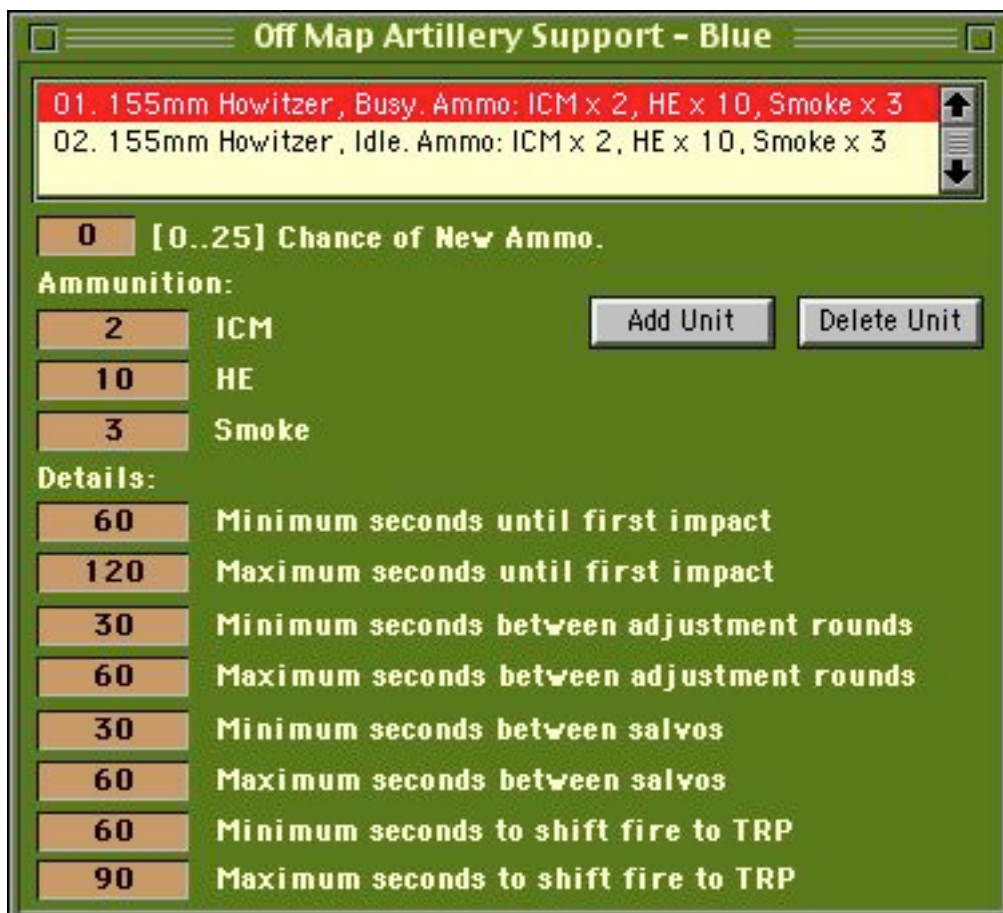 Off Map Artillery Support - Blue
01. 155mm Howitzer, Busy. Ammo: ICM x 2, HE x 10, Smoke x 3
02. 155mm Howitzer, Idle. Ammo: ICM x 2, HE x 10, Smoke x 3
0 [0..25] Chance of New Ammo.
Ammunition:
2 ICM Add Unit Delete Unit
10 HE
3 Smoke
Details:
60 Minimum seconds until first impact
120 Maximum seconds until first impact
30 Minimum seconds between adjustment rounds
60 Maximum seconds between adjustment rounds
30 Minimum seconds between salvos
60 Maximum seconds between salvos
60 Minimum seconds to shift fire to TRP
90 Maximum seconds to shift fire to TRP